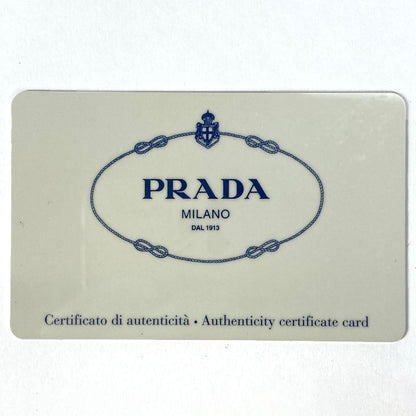 PRADA
MILANO
DAL 1913
Certificato di autenticità • Authenticity certificate card